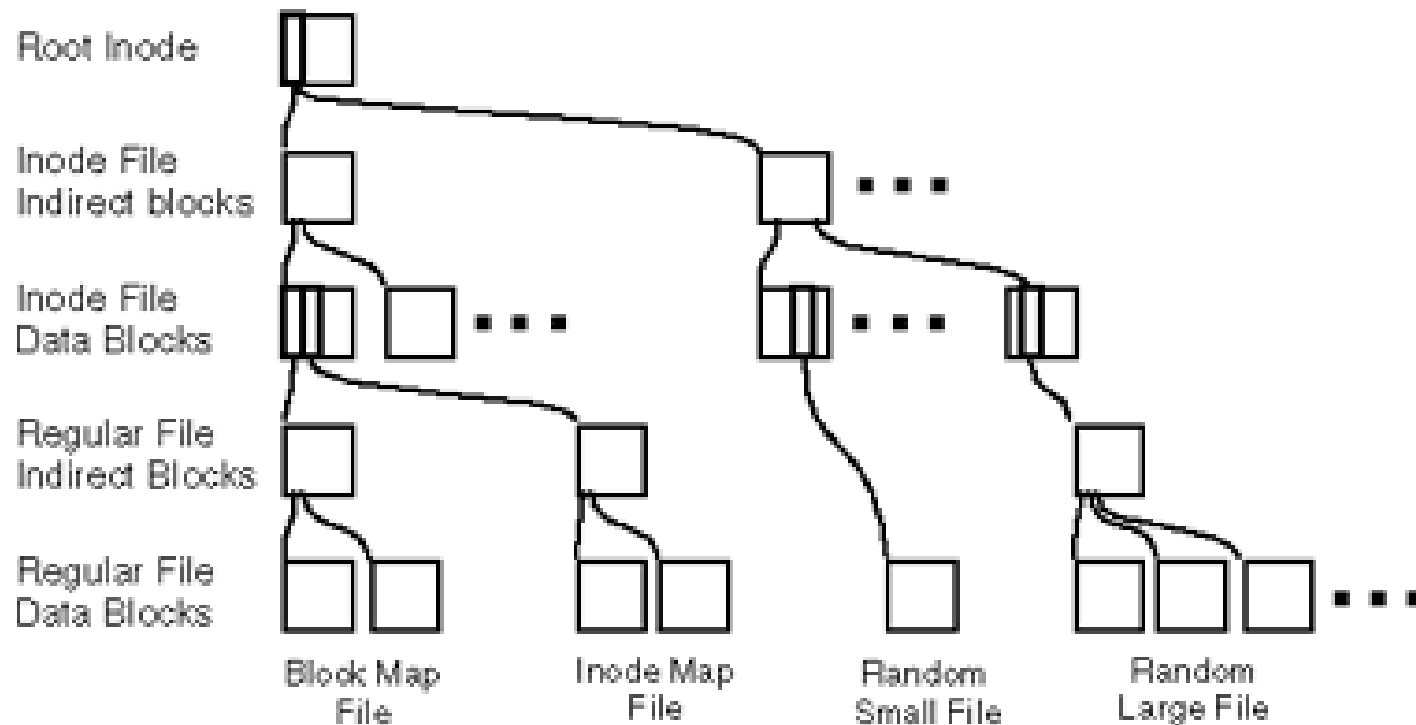 Root Inode
Inode File
Indirect blocks
Inode File
Data Blocks
Regular File
Indirect Blocks
Regular File
Data Blocks
Block Map
File
Inode Map
File
Random
Small File
Random
Large File